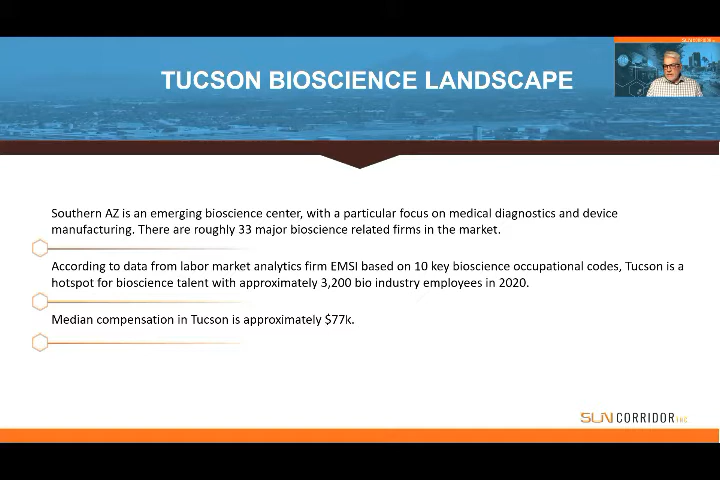 SUN CORRIDOR
TUCSON BIOSCIENCE LANDSCAPE
Southern AZ is an emerging bioscience center, with a particular focus on medical diagnostics and device
manufacturing. There are roughly 33 major bioscience related firms in the market.
According to data from labor market analytics firm EMSI based on 10 key bioscience occupational codes, Tucson is a
hotspot for bioscience talent with approximately 3,200 bio industry employees in 2020.
Median compensation in Tucson is approximately $77k.
SUN CORRIDOR INC